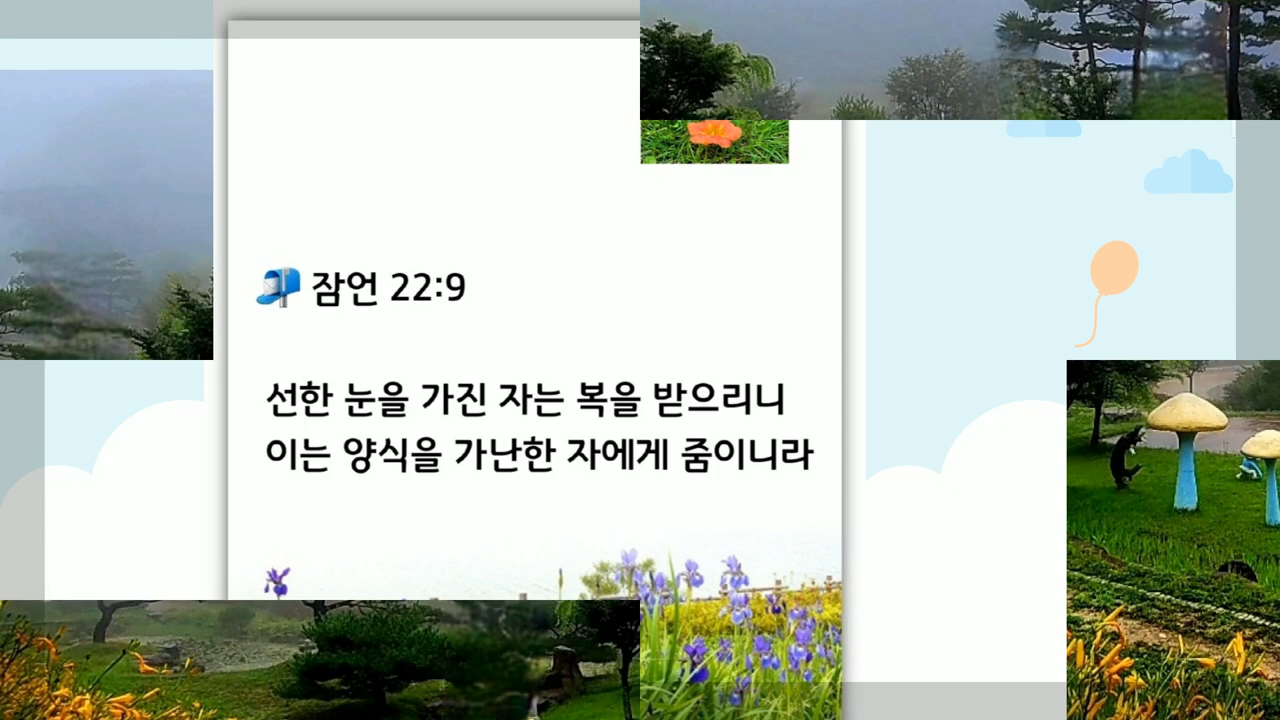 잠언 22:9
선한 눈을 가진 자는 복을 받으리니
이는 양식을 가난한 자에게 줌이니라